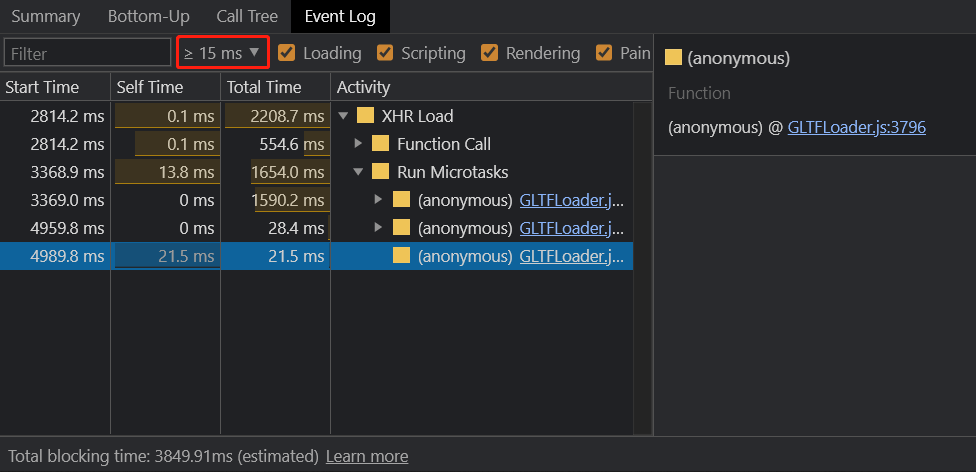 Summary Bottom-Up Call Tree Event Log
Filter ≥ 15 ms ▼ Loading Scripting Rendering Pain
Start Time Self Time Total Time Activity
2814.2 ms 0.1 ms 2208.7 ms XHR Load
2814.2 ms 0.1 ms 554.6 ms Function Call
3368.9 ms 13.8 ms 1654.0 ms Run Microtasks
3369.0 ms 0 ms 1590.2 ms (anonymous) GLTFLoader.j...
4959.8 ms 0 ms 28.4 ms (anonymous) GLTFLoader.j...
4989.8 ms 21.5 ms 21.5 ms (anonymous) GLTFLoader.j...
(anonymous)
Function
(anonymous) @ GLTFLoader.js:3796
Total blocking time: 3849.91ms (estimated) Learn more